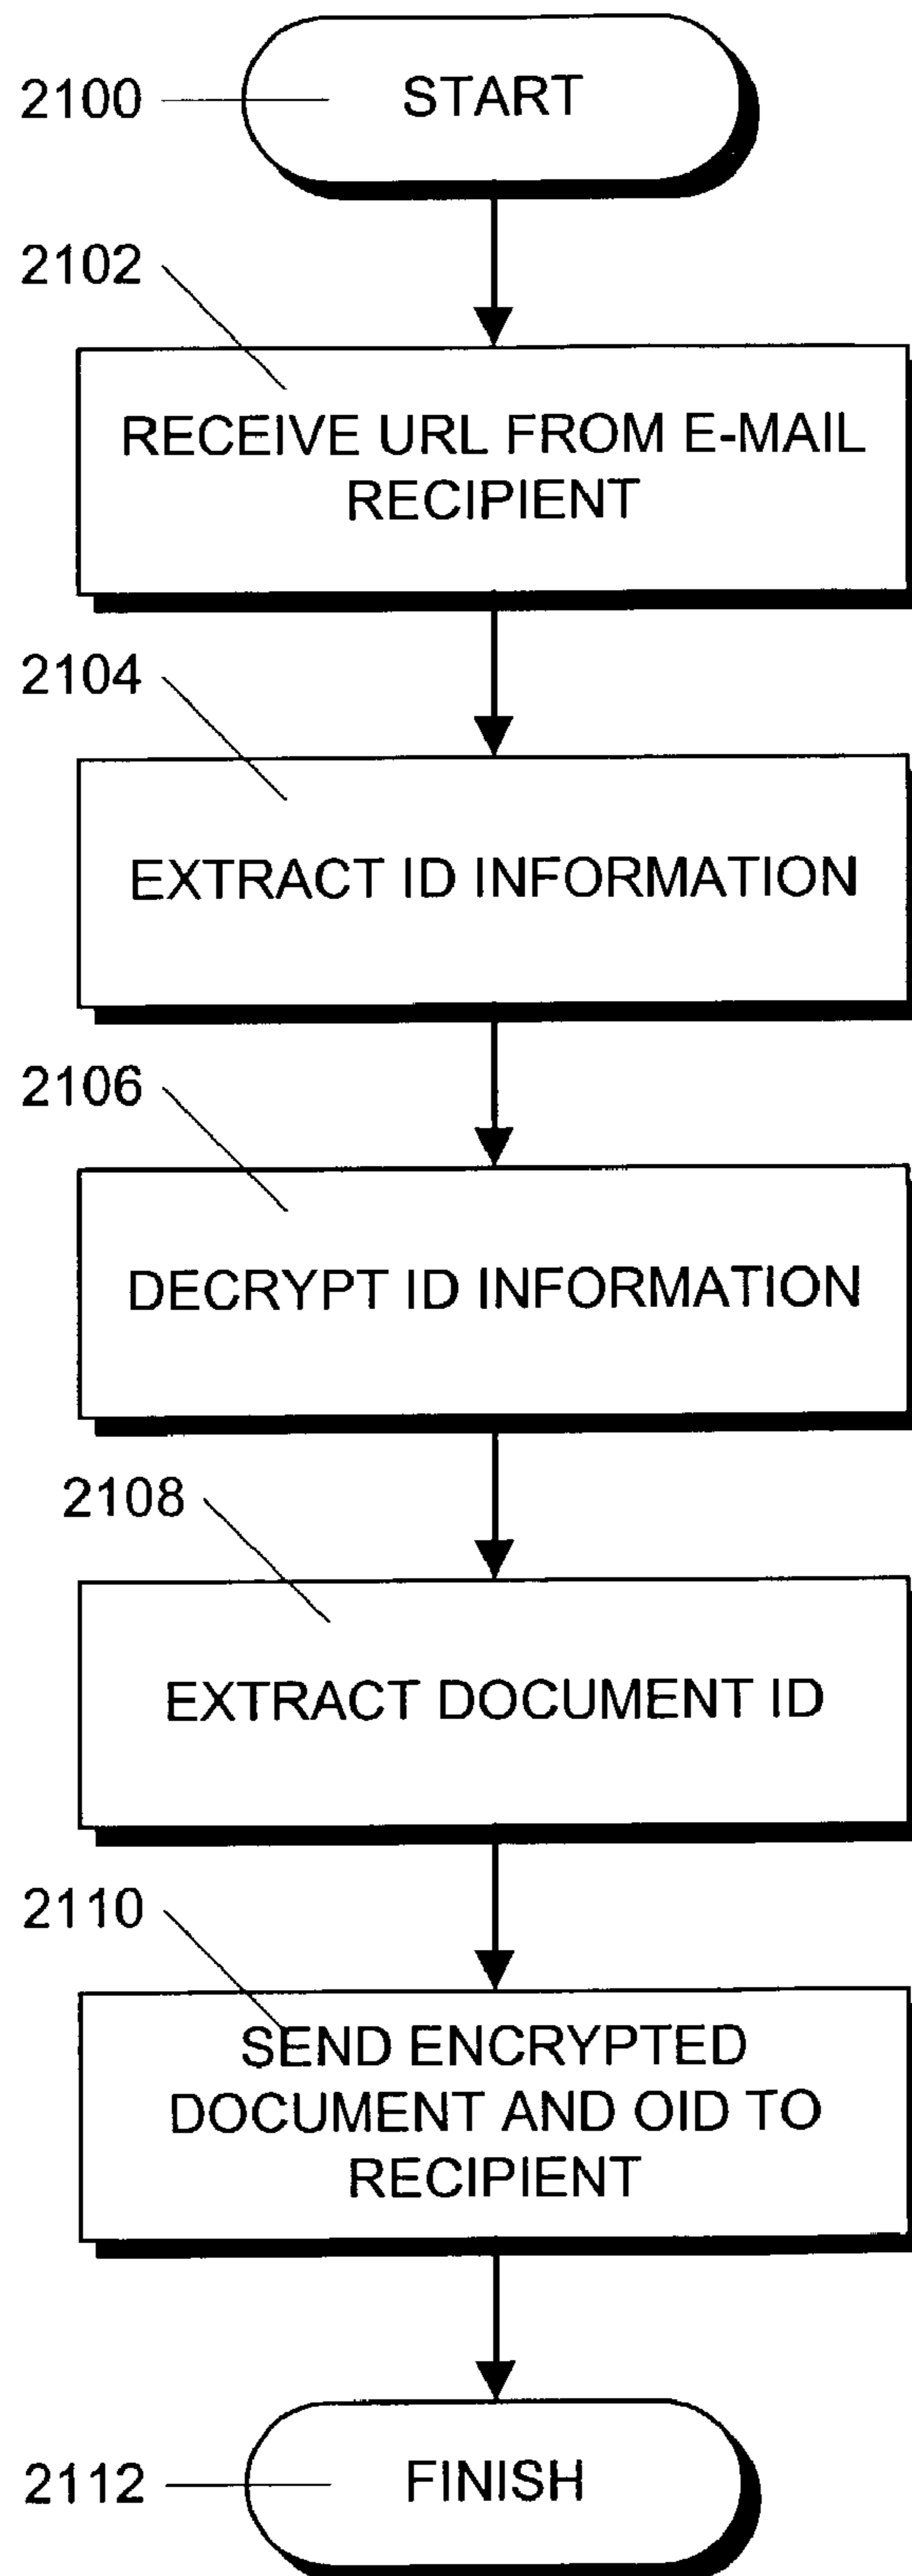 2100
START
2102
RECEIVE URL FROM E-MAIL
RECIPIENT
2104
EXTRACT ID INFORMATION
2106
DECRYPT ID INFORMATION
2108
EXTRACT DOCUMENT ID
2110
SEND ENCRYPTED
DOCUMENT AND OID TO
RECIPIENT
2112
FINISH